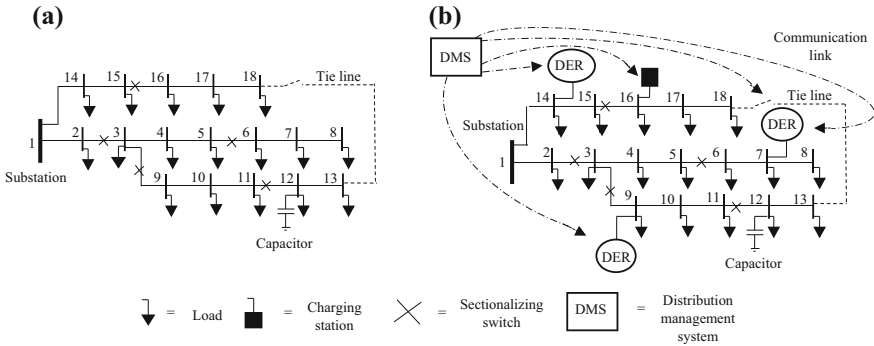 (a)
14 15 16 17 18
Tie line
2 3 4 5 6 7 8
1
Substation
9 10 11 12 13
Capacitor
(b)
DMS
DER
Communication
link
14 15 16 17 18
Tie line
DER
Substation
1
2 3 4 5 6 7 8
9 10 11 12 13
DER
Capacitor
= Load
= Charging
station
= Sectionalizing
switch
DMS = Distribution
management
system